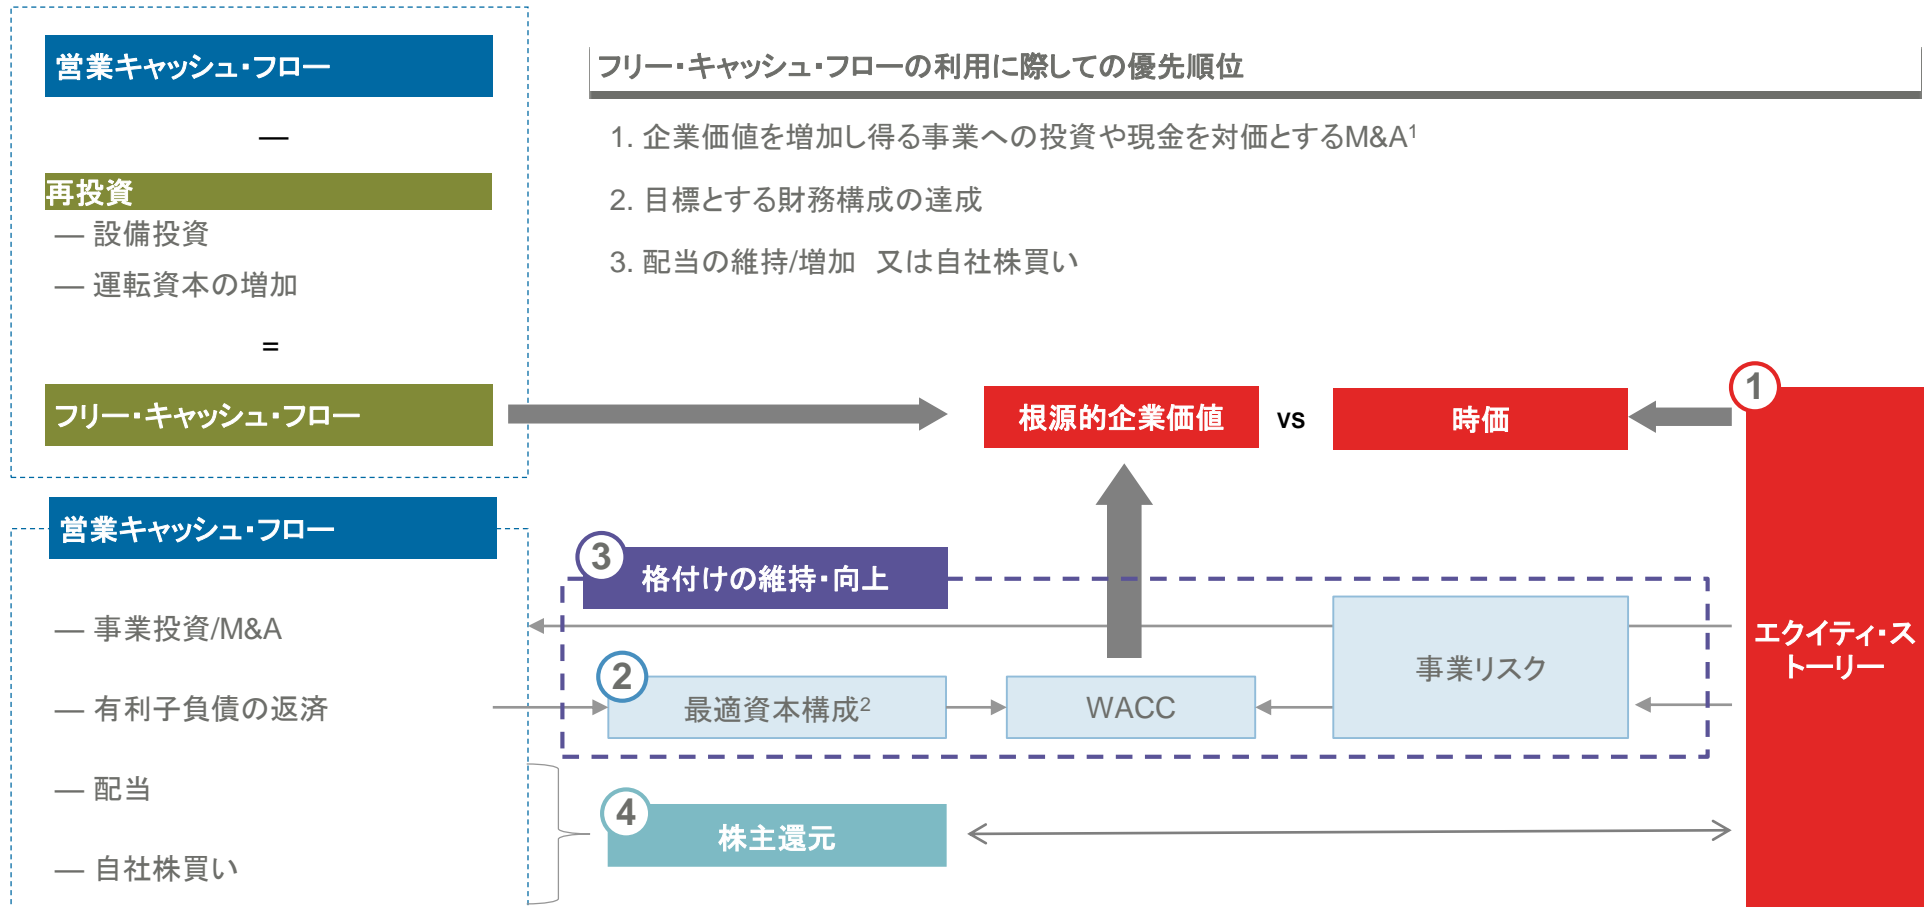 営業キャッシュ・フロー
—
再投資
— 設備投資
— 運転資本の増加
=
フリー・キャッシュ・フロー
フリー・キャッシュ・フローの利用に際しての優先順位
1. 企業価値を増加し得る事業への投資や現金を対価とするM&A1
2. 目標とする財務構成の達成
3. 配当の維持/増加 又は自社株買い
根源的企業価値
vs
時価
1
エクイティ・ス
トーリー
営業キャッシュ・フロー
— 事業投資/M&A
— 有利子負債の返済
— 配当
— 自社株買い
3
格付けの維持・向上
2
最適資本構成2
WACC
事業リスク
4
株主還元